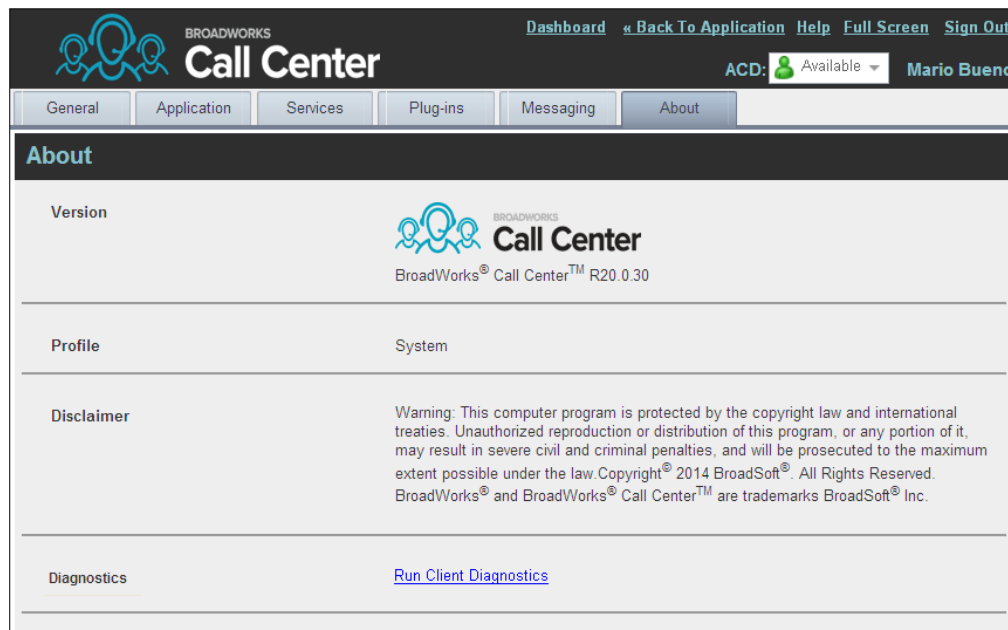 BROADWORKS
Call Center
Dashboard « Back To Application Help Full Screen Sign Out
ACD: Available Mario Bueno
General Application Services Plug-ins Messaging About
About
Version
BROADWORKS
Call Center
BroadWorks® Call Center™ R20.0.30
Profile System
Disclaimer
Warning: This computer program is protected by the copyright law and international
treaties. Unauthorized reproduction or distribution of this program, or any portion of it,
may result in severe civil and criminal penalties, and will be prosecuted to the maximum
extent possible under the law.Copyright® 2014 BroadSoft®. All Rights Reserved.
BroadWorks® and BroadWorks® Call Center™ are trademarks BroadSoft® Inc.
Diagnostics Run Client Diagnostics